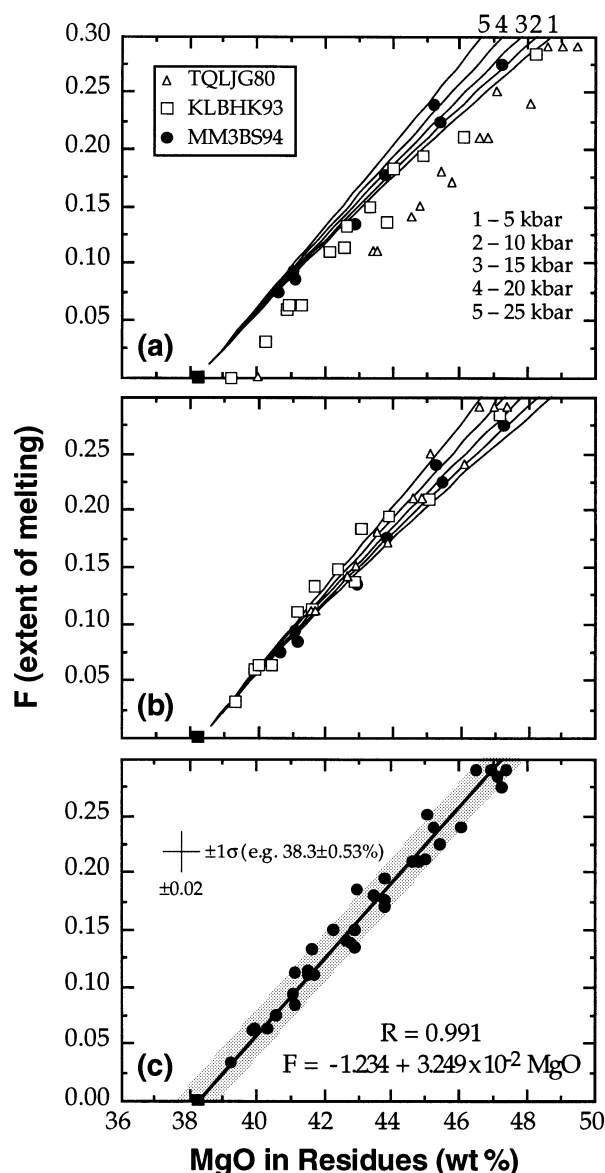 5 4 3 2 1
0.30
TQLJG80
0.25
KLBHK93
MM3BS94
0.20
0.15
1 – 5 kbar
2 – 10 kbar
0.10
3 – 15 kbar
4 – 20 kbar
0.05
(a)
5 – 25 kbar
0.25
0.20
0.15
0.10
0.05
(b)
F (extent of melting)
0.25
±1σ (e.g. 38.3±0.53%)
0.20
±0.02
0.15
0.10
0.05
R = 0.991
(c)
F = -1.234 + 3.249x10-2 MgO
0.00
36 38 40 42 44 46 48 50
MgO in Residues (wt %)